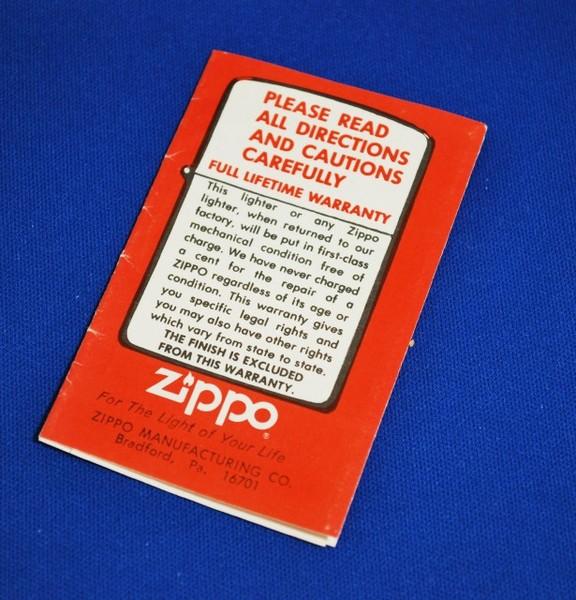 PLEASE READ
ALL DIRECTIONS
AND CAUTIONS
CAREFULLY
FULL LIFETIME WARRANTY
This lighter or any Zippo
lighter, when returned to our
factory, will be put in first-class
mechanical condition free of
charge. We have never charged
a cent for the repair of a
ZIPPO regardless of its age or
condition. This warranty gives
you specific legal rights and
you may also have other rights
which vary from state to state.
THE FINISH IS EXCLUDED
FROM THIS WARRANTY.
Zippo®
For The Light of Your Life
ZIPPO MANUFACTURING CO.
Bradford, Pa. 16701